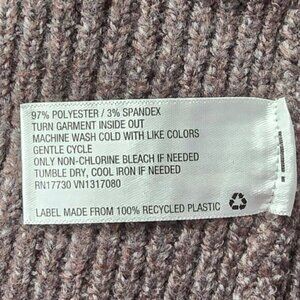 97% POLYESTER / 3% SPANDEX
TURN GARMENT INSIDE OUT
MACHINE WASH COLD WITH LIKE COLORS
GENTLE CYCLE
ONLY NON-CHLORINE BLEACH IF NEEDED
TUMBLE DRY, COOL IRON IF NEEDED
RN17730 VN1317080
LABEL MADE FROM 100% RECYCLED PLASTIC